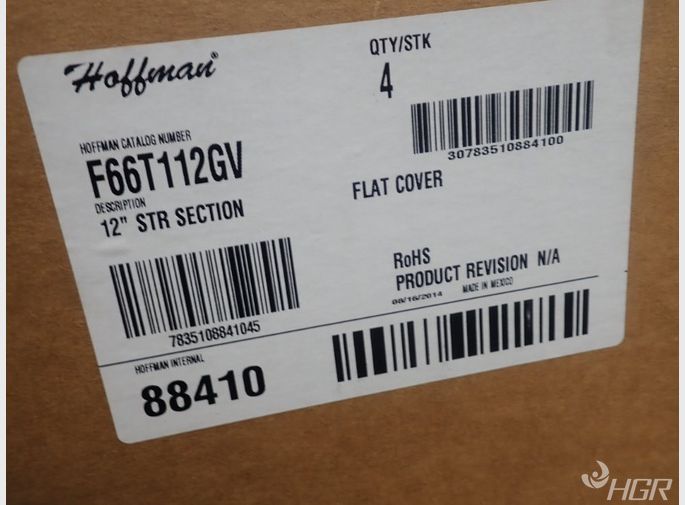 Hoffman®
QTY/STK
4
HOFFMAN CATALOG NUMBER
F66T112GV
30783510884100
DESCRIPTION
12" STR SECTION
FLAT COVER
7835108841045
RoHS
PRODUCT REVISION N/A
08/16/2014 MADE IN MEXICO
HOFFMAN INTERNAL
88410
HGR